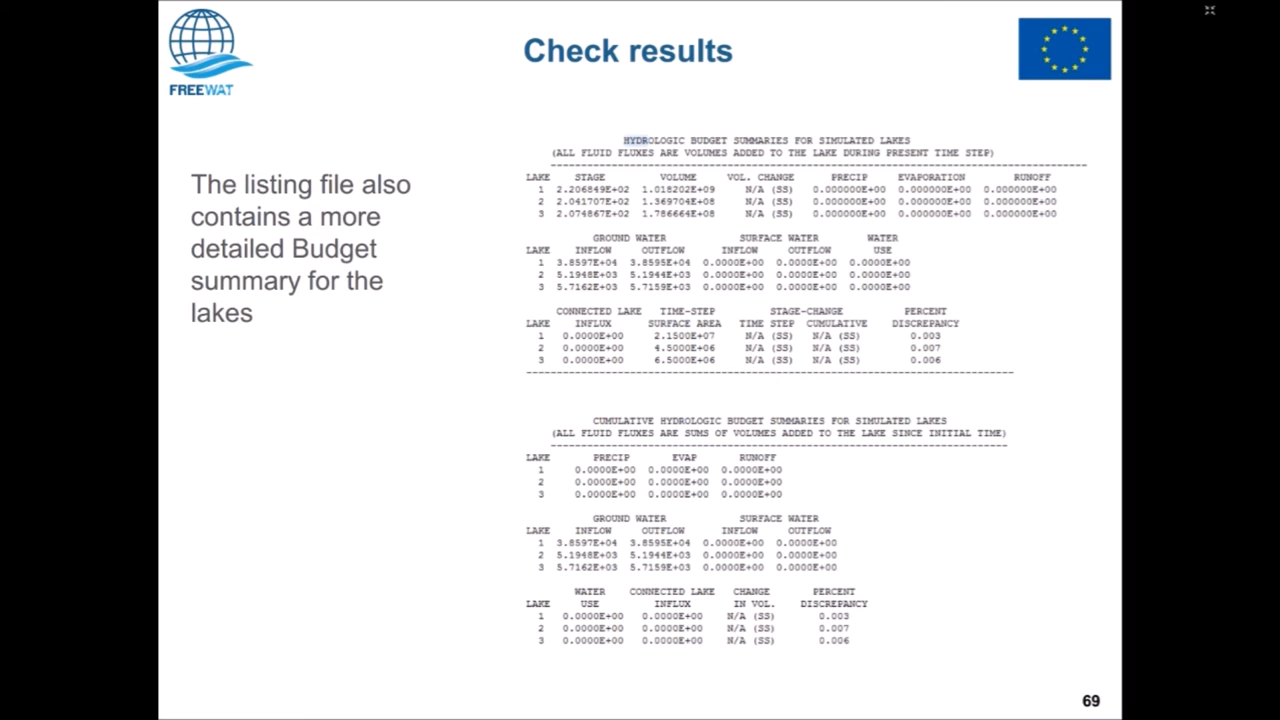 FREEWAT
Check results
The listing file also
contains a more
detailed Budget
summary for the
lakes
HYDROLOGIC BUDGET SUMMARIES FOR SIMULATED LAKES
(ALL FLUID FLUXES ARE VOLUMES ADDED TO THE LAKE DURING PRESENT TIME STEP)
LAKE STAGE VOLUME VOL. CHANGE PRECIP EVAPORATION RUNOFF
1 2.206849E+02 1.018202E+09 N/A (SS) 0.000000E+00 0.000000E+00 0.000000E+00
2 2.041707E+02 1.369704E+08 N/A (SS) 0.000000E+00 0.000000E+00 0.000000E+00
3 2.074867E+02 1.786664E+08 N/A (SS) 0.000000E+00 0.000000E+00 0.000000E+00
GROUND WATER SURFACE WATER WATER
LAKE INFLOW OUTFLOW INFLOW OUTFLOW USE
1 3.8597E+04 3.8595E+04 0.0000E+00 0.0000E+00 0.0000E+00
2 5.1948E+03 5.1944E+03 0.0000E+00 0.0000E+00 0.0000E+00
3 5.7162E+03 5.7159E+03 0.0000E+00 0.0000E+00 0.0000E+00
CONNECTED LAKE TIME-STEP STAGE-CHANGE PERCENT
LAKE INFLUX SURFACE AREA TIME STEP CUMULATIVE DISCREPANCY
1 0.0000E+00 2.1500E+07 N/A (SS) N/A (SS) 0.003
2 0.0000E+00 4.5000E+06 N/A (SS) N/A (SS) 0.007
3 0.0000E+00 6.5000E+06 N/A (SS) N/A (SS) 0.006
CUMULATIVE HYDROLOGIC BUDGET SUMMARIES FOR SIMULATED LAKES
(ALL FLUID FLUXES ARE SUMS OF VOLUMES ADDED TO THE LAKE SINCE INITIAL TIME)
LAKE PRECIP EVAP RUNOFF
1 0.0000E+00 0.0000E+00 0.0000E+00
2 0.0000E+00 0.0000E+00 0.0000E+00
3 0.0000E+00 0.0000E+00 0.0000E+00
GROUND WATER SURFACE WATER
LAKE INFLOW OUTFLOW INFLOW OUTFLOW
1 3.8597E+04 3.8595E+04 0.0000E+00 0.0000E+00
2 5.1948E+03 5.1944E+03 0.0000E+00 0.0000E+00
3 5.7162E+03 5.7159E+03 0.0000E+00 0.0000E+00
WATER CONNECTED LAKE CHANGE PERCENT
LAKE USE INFLUX IN VOL. DISCREPANCY
1 0.0000E+00 0.0000E+00 N/A (SS) 0.003
2 0.0000E+00 0.0000E+00 N/A (SS) 0.007
3 0.0000E+00 0.0000E+00 N/A (SS) 0.006
69